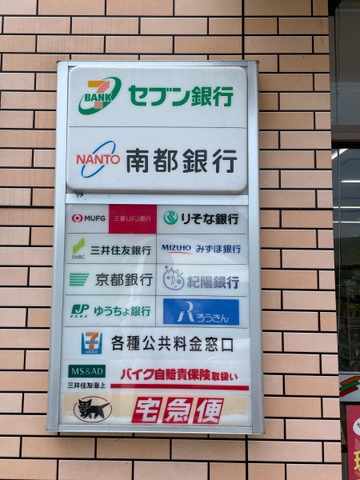 7 BANK セブン銀行
NANTO 南都銀行
MUFG 三菱UFJ銀行 りそな銀行
SMBC 三井住友銀行 MIZUHO みずほ銀行
京都銀行 紀陽銀行
JP BANK ゆうちょ銀行 ろうきん
各種公共料金窓口
MS&AD
三井住友海上 バイク自賠責保険取扱い
宅急便